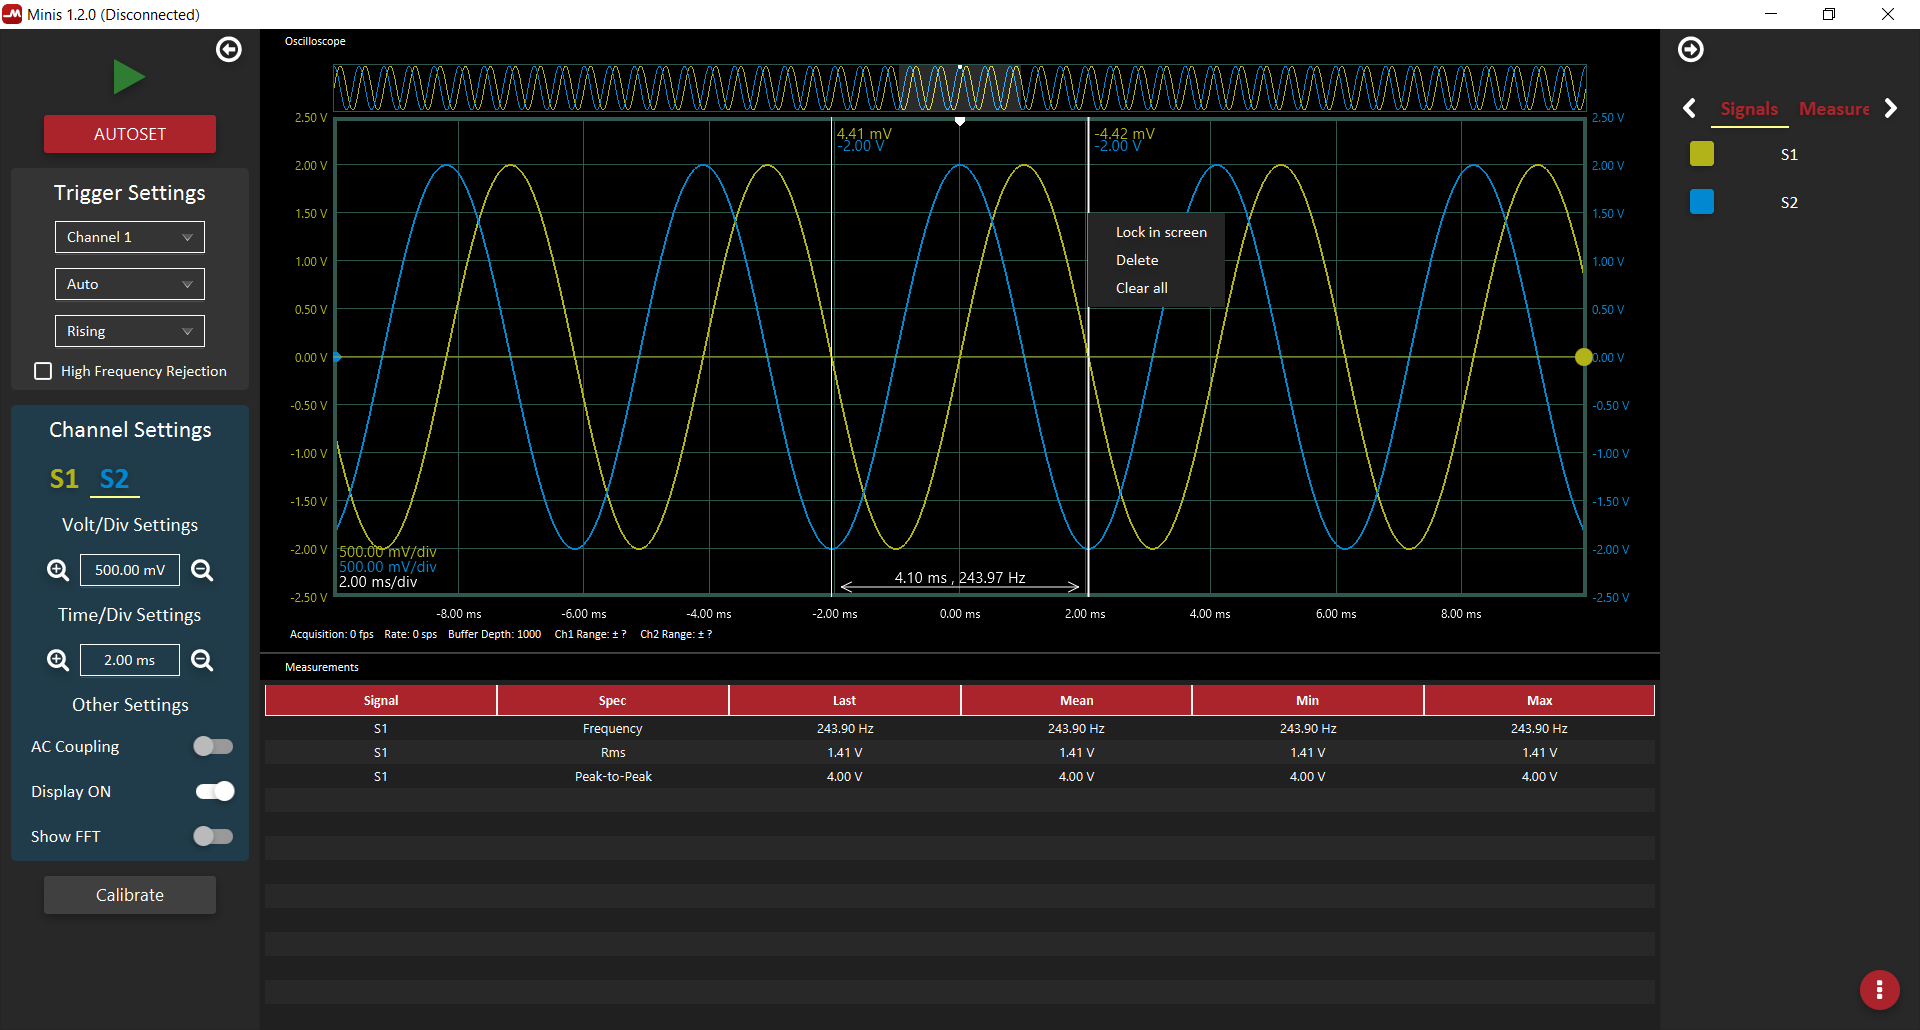 Minis 1.2.0 (Disconnected)
AUTOSET
Trigger Settings
Channel 1
Auto
Rising
High Frequency Rejection
Channel Settings
S1 S2
Volt/Div Settings
500.00 mV
Time/Div Settings
2.00 ms
Other Settings
AC Coupling
Display ON
Show FFT
Calibrate
Oscilloscope
2.50 V
2.00 V
1.50 V
1.00 V
0.50 V
0.00 V
-0.50 V
-1.00 V
-1.50 V
-2.00 V
-2.50 V
4.41 mV
-2.00 V
-4.42 mV
-2.00 V
Lock in screen
Delete
Clear all
500.00 mV/div
500.00 mV/div
2.00 ms/div
4.10 ms , 243.97 Hz
2.50 V
2.00 V
1.50 V
1.00 V
0.50 V
0.00 V
-0.50 V
-1.00 V
-1.50 V
-2.00 V
-2.50 V
-8.00 ms -6.00 ms -4.00 ms -2.00 ms 0.00 ms 2.00 ms 4.00 ms 6.00 ms 8.00 ms
Acquisition: 0 fps Rate: 0 sps Buffer Depth: 1000 Ch1 Range: ± ? Ch2 Range: ± ?
Measurements
Signal Spec Last Mean Min Max
S1 Frequency 243.90 Hz 243.90 Hz 243.90 Hz 243.90 Hz
S1 Rms 1.41 V 1.41 V 1.41 V 1.41 V
S1 Peak-to-Peak 4.00 V 4.00 V 4.00 V 4.00 V
Signals Measure
S1
S2